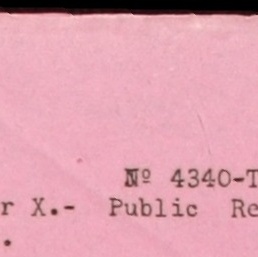 Nº 4340-T
r X.- Public Re
.